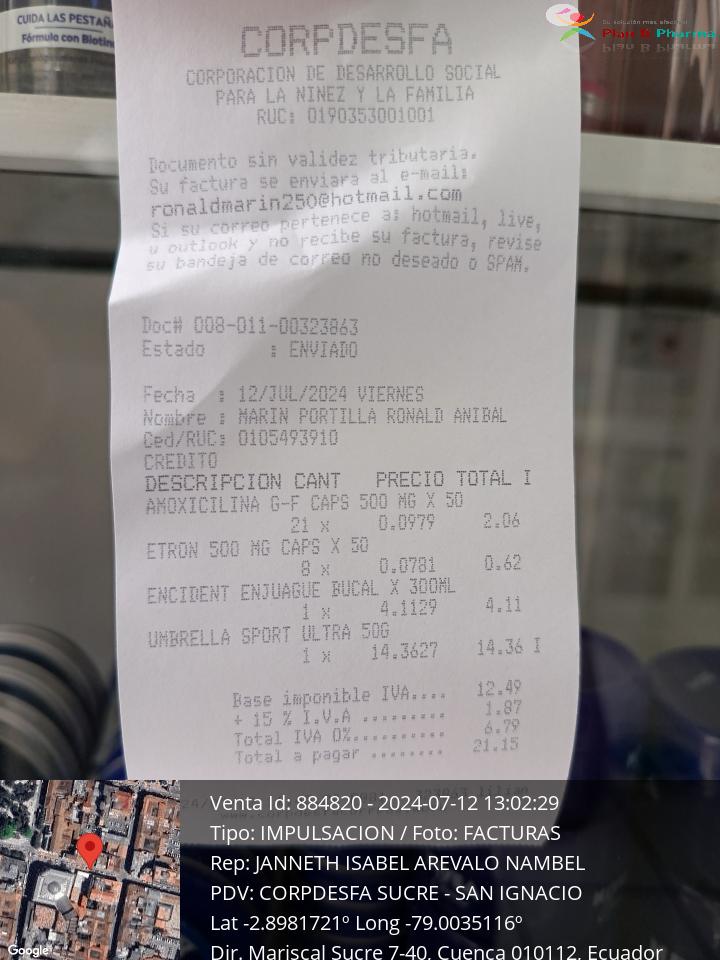 CUIDA LAS PESTAÑ
Fórmula con Biotin
Su solución más efectiva
Plan B Pharma
CORPDESFA
CORPORACION DE DESARROLLO SOCIAL
PARA LA NINEZ Y LA FAMILIA
RUC: 0190353001001
Documento sin validez tributaria.
Su factura se enviara al e-mail:
ronaldmarin250@hotmail.com
Si su correo pertenece a: hotmail, live,
u outlook y no recibe su factura, revise
su bandeja de correo no deseado o SPAM.
Doc# 008-011-00323863
Estado : ENVIADO
Fecha : 12/JUL/2024 VIERNES
Nombre : MARIN PORTILLA RONALD ANIBAL
Ced/RUC: 0105493910
CREDITO
DESCRIPCION CANT PRECIO TOTAL I
AMOXICILINA G-F CAPS 500 MG X 50
21 x 0.0979 2.06
ETRON 500 MG CAPS X 50
8 x 0.0781 0.62
ENCIDENT ENJUAGUE BUCAL X 300ML
1 x 4.1129 4.11
UMBRELLA SPORT ULTRA 50G
1 x 14.3627 14.36 I
Base imponible IVA.... 12.49
+ 15 % I.V.A ......... 1.87
Total IVA 0%.......... 6.79
Total a pagar ........ 21.15
Venta Id: 884820 - 2024-07-12 13:02:29
Tipo: IMPULSACION / Foto: FACTURAS
Rep: JANNETH ISABEL AREVALO NAMBEL
PDV: CORPDESFA SUCRE - SAN IGNACIO
Lat -2.8981721º Long -79.0035116º
Dir. Mariscal Sucre 7-40, Cuenca 010112, Ecuador
Google